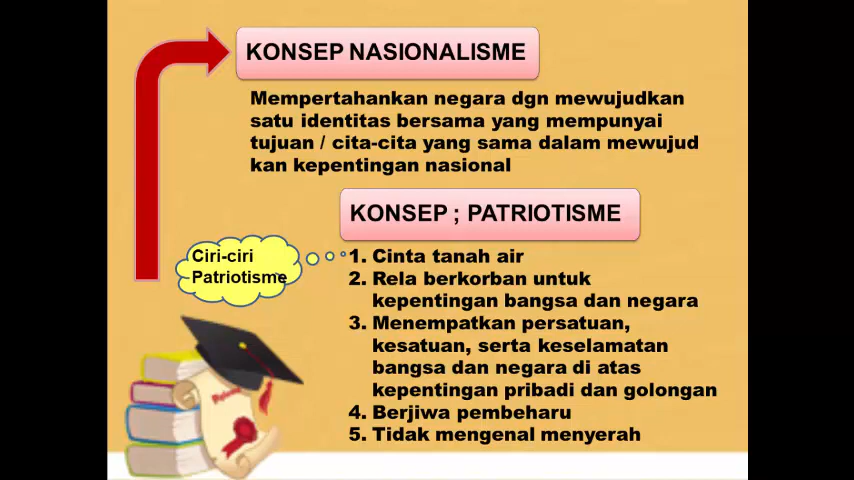 KONSEP NASIONALISME
Mempertahankan negara dgn mewujudkan
satu identitas bersama yang mempunyai
tujuan / cita-cita yang sama dalam mewujud
kan kepentingan nasional
KONSEP ; PATRIOTISME
Ciri-ciri
Patriotisme
1. Cinta tanah air
2. Rela berkorban untuk
kepentingan bangsa dan negara
3. Menempatkan persatuan,
kesatuan, serta keselamatan
bangsa dan negara di atas
kepentingan pribadi dan golongan
4. Berjiwa pembeharu
5. Tidak mengenal menyerah